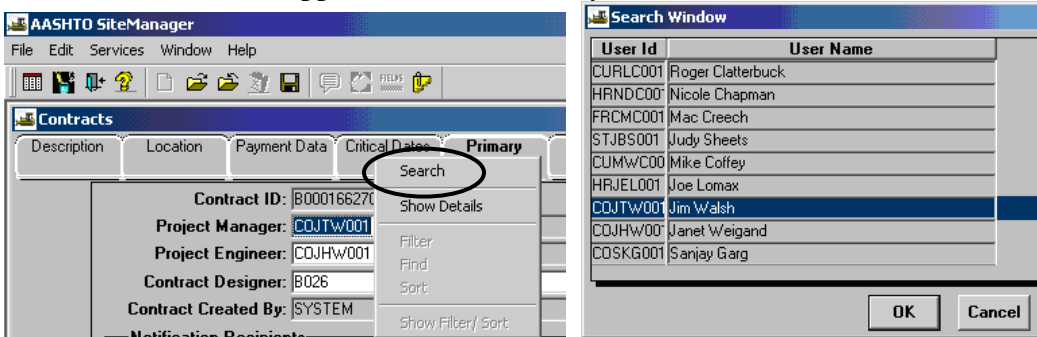 AASHTO SiteManager
File Edit Services Window Help
FIELDS
Contracts
Description Location Payment Data Critical Dates Primary
Contract ID: B00016627
Project Manager: COJTW001
Project Engineer: COJHW001
Contract Designer: B026
Contract Created By: SYSTEM
Notification Recipients
Search
Show Details
Filter
Find
Sort
Show Filter/ Sort
Search Window
User Id User Name
CURLC001 Roger Clatterbuck
HRNDC00 Nicole Chapman
FRCMC001 Mac Creech
STJBS001 Judy Sheets
CUMWC00 Mike Coffey
HRJEL001 Joe Lomax
COJTW001 Jim Walsh
COJHW00 Janet Weigand
COSKG001 Sanjay Garg
OK Cancel